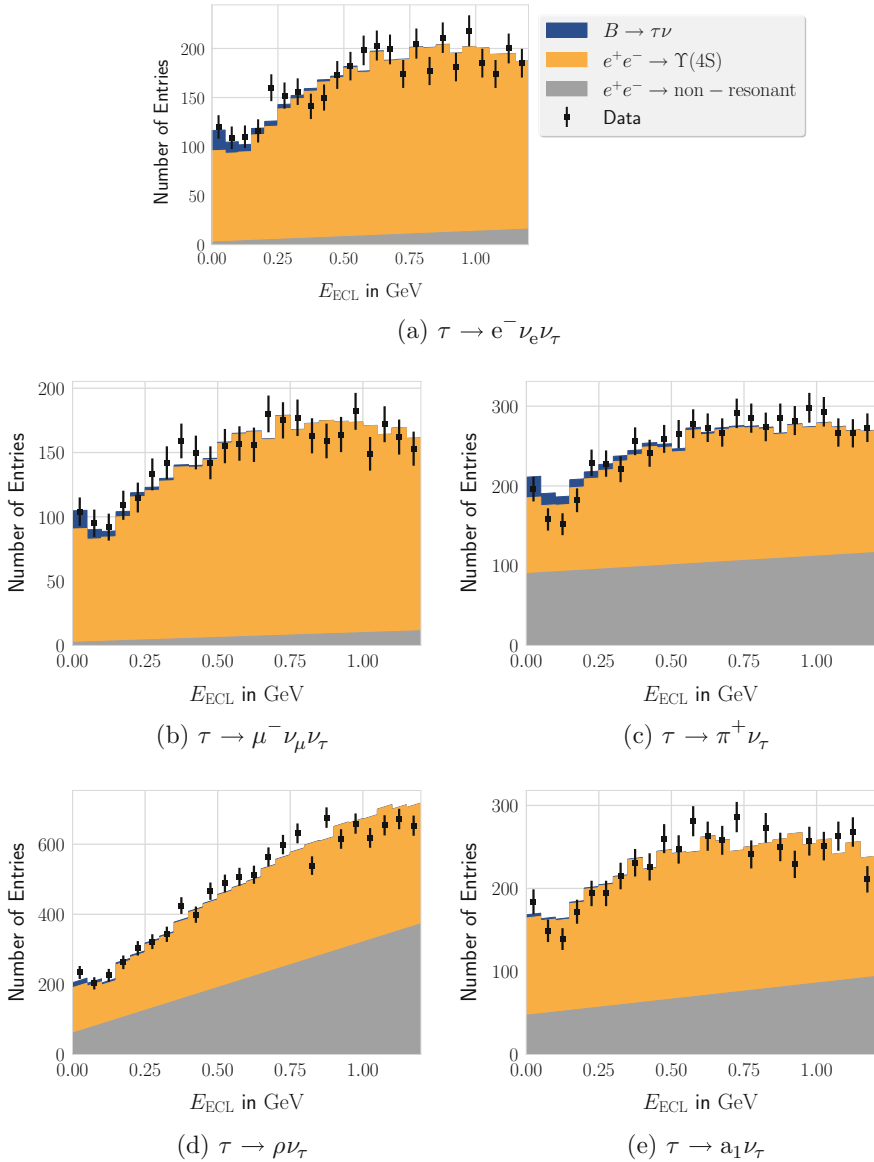 Number of Entries
200
150
100
50
0
0.00 0.25 0.50 0.75 1.00
E_ECL in GeV
B → τν
e⁺e⁻ → Υ(4S)
e⁺e⁻ → non − resonant
Data
(a) τ → e⁻ν_eν_τ
Number of Entries
200
150
100
50
0
0.00 0.25 0.50 0.75 1.00
E_ECL in GeV
(b) τ → μ⁻ν_μν_τ
Number of Entries
300
200
100
0
0.00 0.25 0.50 0.75 1.00
E_ECL in GeV
(c) τ → π⁺ν_τ
Number of Entries
600
400
200
0
0.00 0.25 0.50 0.75 1.00
E_ECL in GeV
(d) τ → ρν_τ
Number of Entries
300
200
100
0
0.00 0.25 0.50 0.75 1.00
E_ECL in GeV
(e) τ → a₁ν_τ